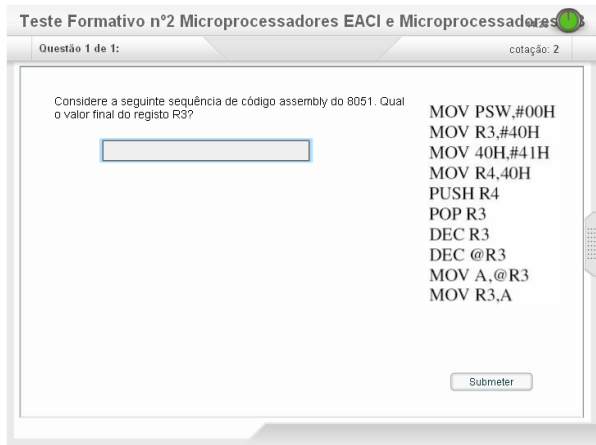 Teste Formativo nº2 Microprocessadores EACI e Microprocessadores
Questão 1 de 1:
cotação: 2
Considere a seguinte sequência de código assembly do 8051. Qual
o valor final do registo R3?
MOV PSW,#00H
MOV R3,#40H
MOV 40H,#41H
MOV R4,40H
PUSH R4
POP R3
DEC R3
DEC @R3
MOV A,@R3
MOV R3,A
Submeter